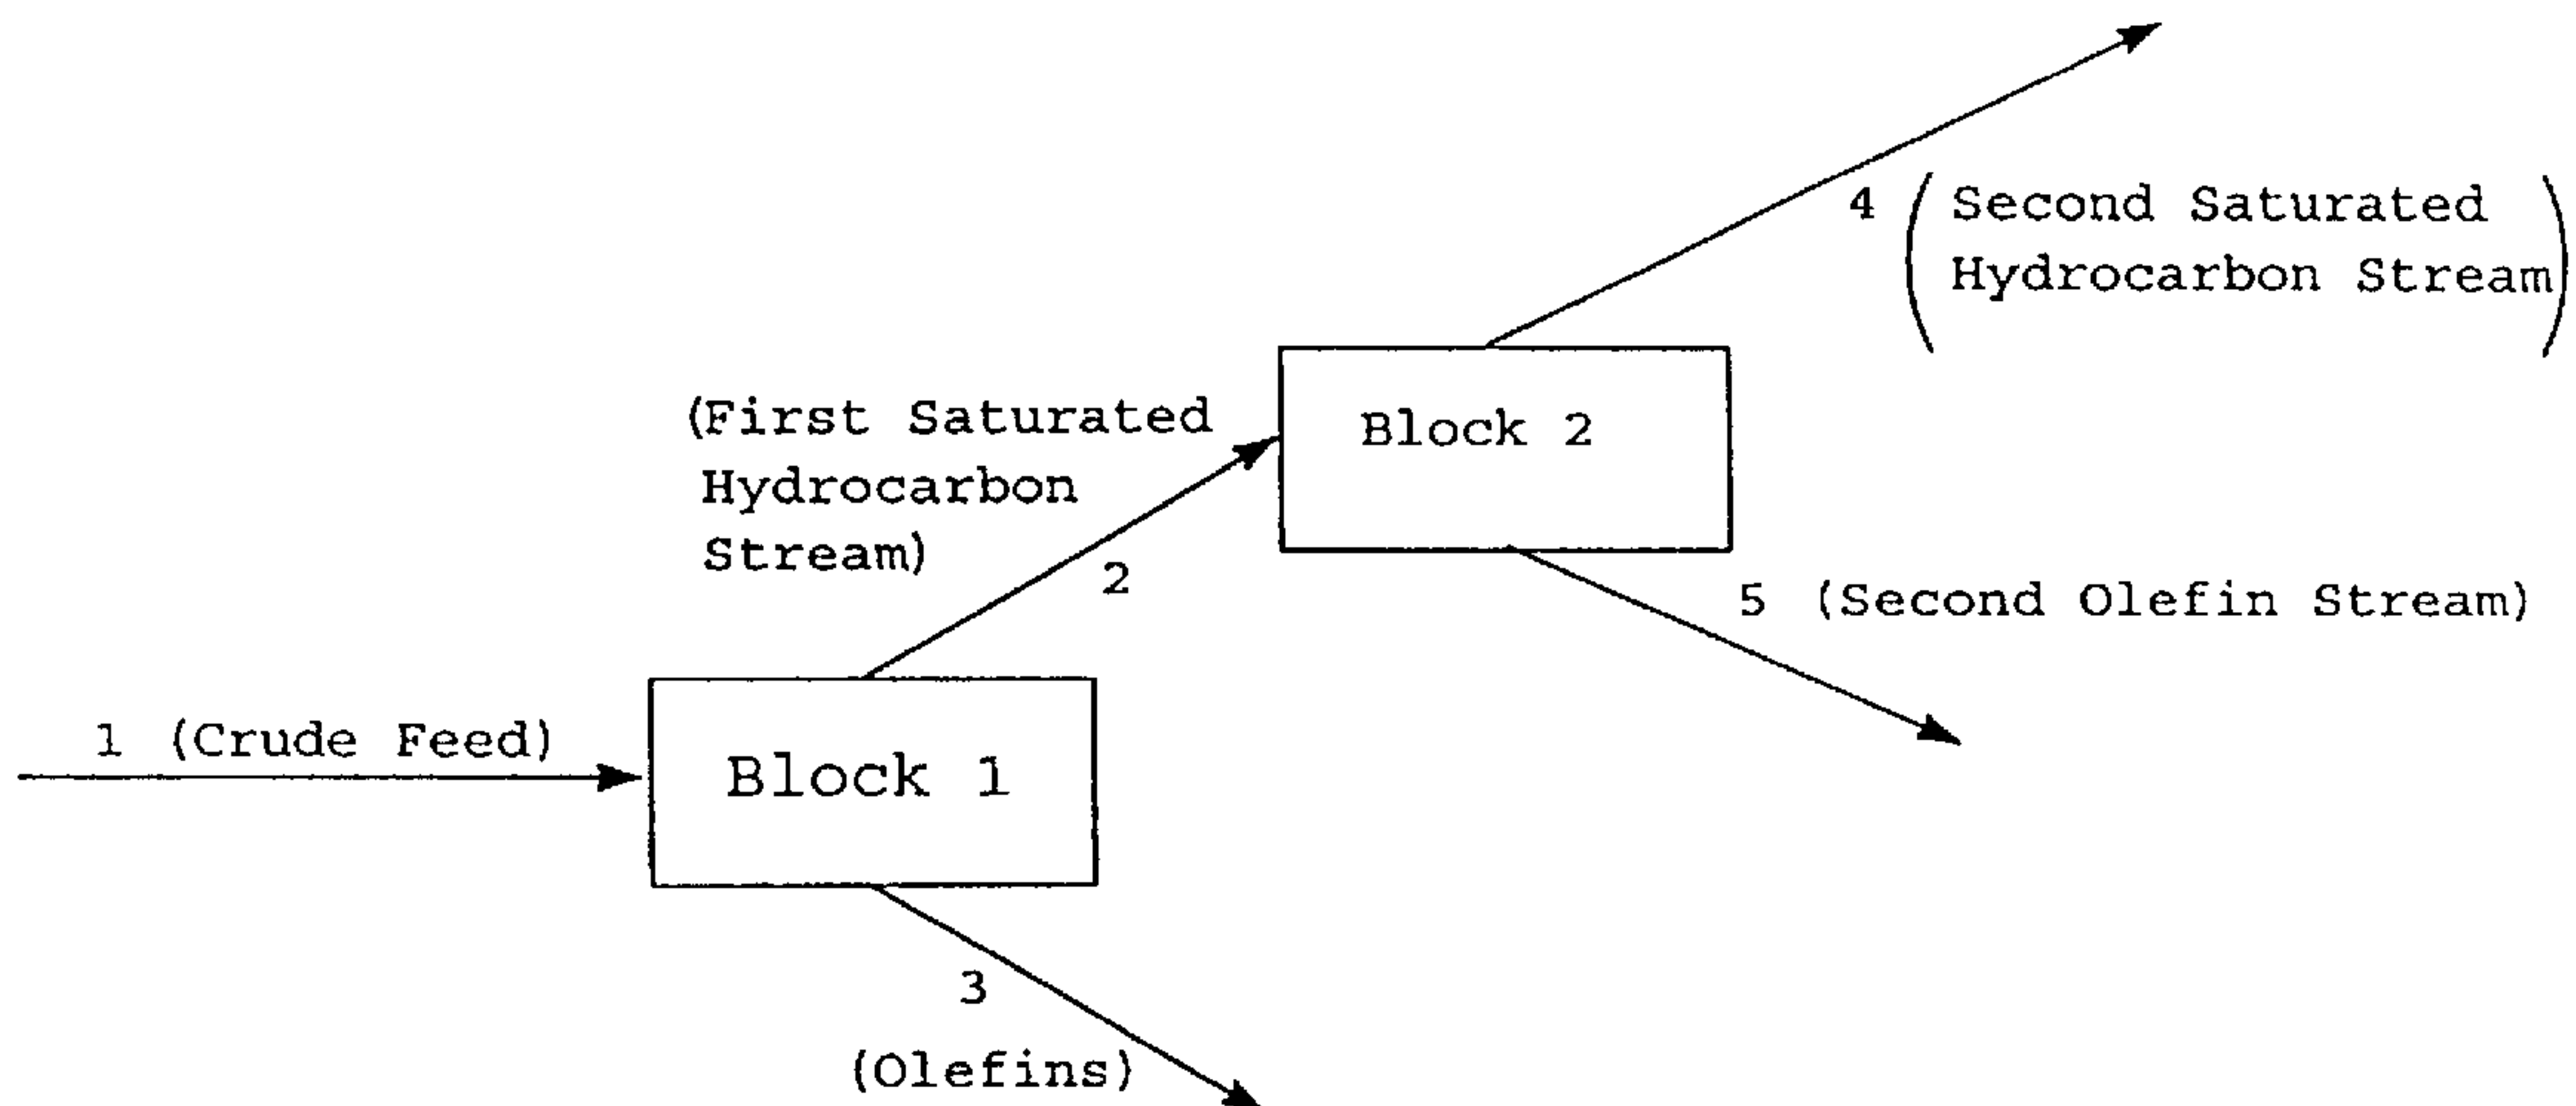 4 (Second Saturated
Hydrocarbon Stream)
(First Saturated
Hydrocarbon
Stream)
2
Block 2
5 (Second Olefin Stream)
1 (Crude Feed)
Block 1
3
(Olefins)